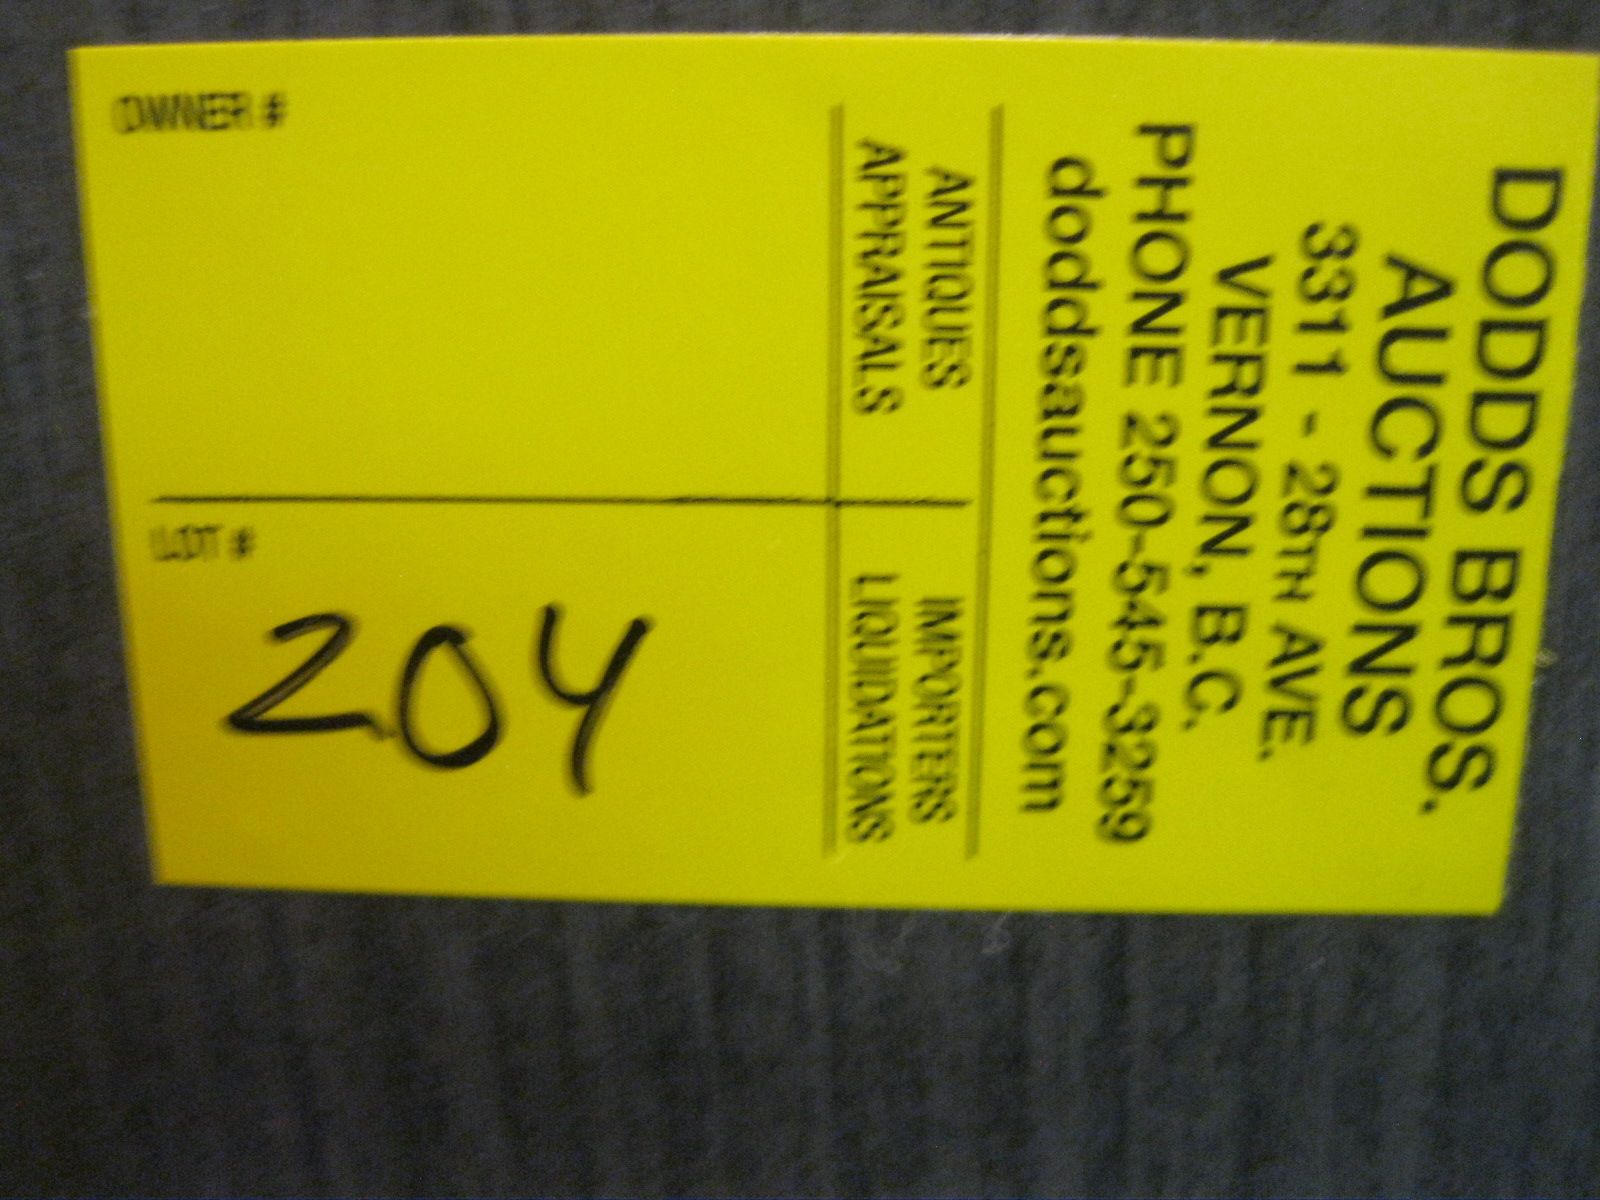 DODDS BROS.
AUCTIONS
3311 - 28TH AVE.
VERNON, B.C.
PHONE 250-545-3259
doddsauctions.com
ANTIQUES
APPRAISALS
IMPORTERS
LIQUIDATIONS
OWNER #
LOT #
204